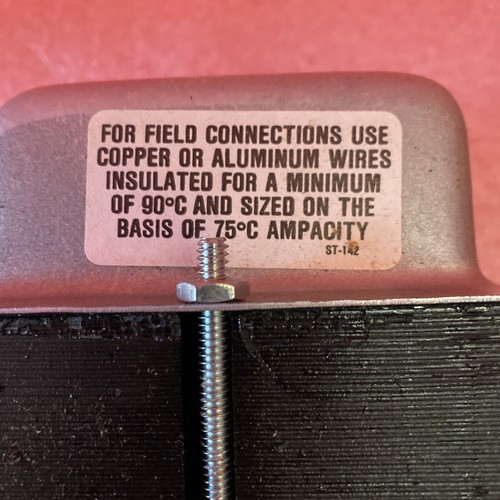 FOR FIELD CONNECTIONS USE
COPPER OR ALUMINUM WIRES
INSULATED FOR A MINIMUM
OF 90°C AND SIZED ON THE
BASIS OF 75°C AMPACITY
ST-142